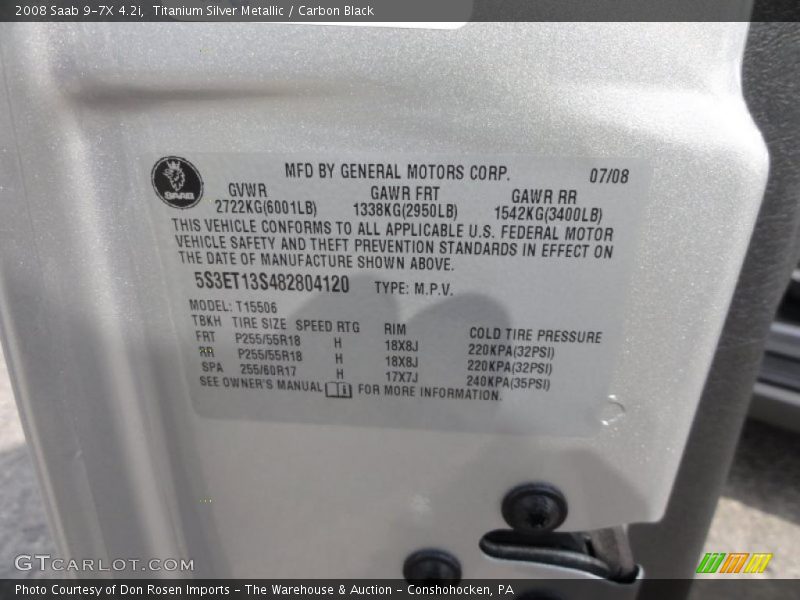 2008 Saab 9-7X 4.2i, Titanium Silver Metallic / Carbon Black
MFD BY GENERAL MOTORS CORP. 07/08
SAAB
GVWR GAWR FRT GAWR RR
2722KG(6001LB) 1338KG(2950LB) 1542KG(3400LB)
THIS VEHICLE CONFORMS TO ALL APPLICABLE U.S. FEDERAL MOTOR
VEHICLE SAFETY AND THEFT PREVENTION STANDARDS IN EFFECT ON
THE DATE OF MANUFACTURE SHOWN ABOVE.
5S3ET13S482804120 TYPE: M.P.V.
MODEL: T15506
TBKH TIRE SIZE SPEED RTG RIM COLD TIRE PRESSURE
FRT P255/55R18 H 18X8J 220KPA(32PSI)
RR P255/55R18 H 18X8J 220KPA(32PSI)
SPA 255/60R17 H 17X7J 240KPA(35PSI)
SEE OWNER'S MANUAL FOR MORE INFORMATION.
GTCARLOT.COM
Photo Courtesy of Don Rosen Imports - The Warehouse & Auction - Conshohocken, PA